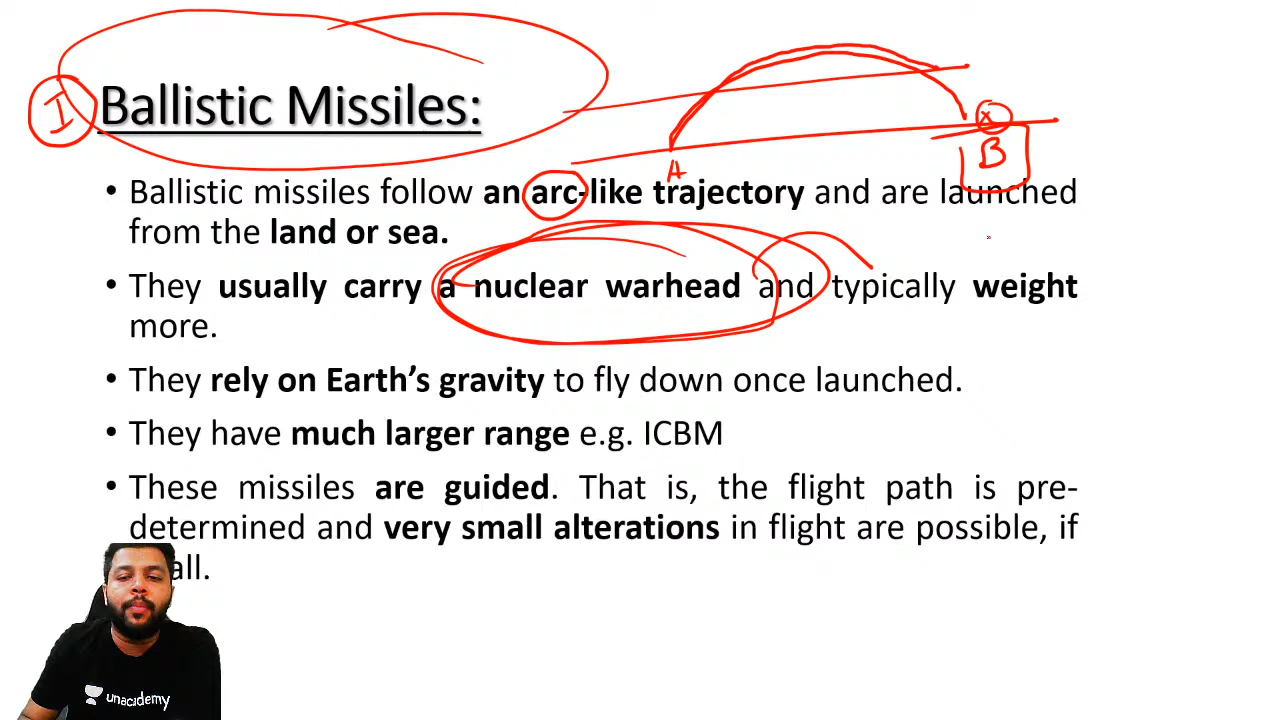 I
Ballistic Missiles:
A
x
B
• Ballistic missiles follow an arc-like trajectory and are launched
from the land or sea.
• They usually carry a nuclear warhead and typically weight
more.
• They rely on Earth’s gravity to fly down once launched.
• They have much larger range e.g. ICBM
• These missiles are guided. That is, the flight path is pre-
determined and very small alterations in flight are possible, if
all.
unacademy